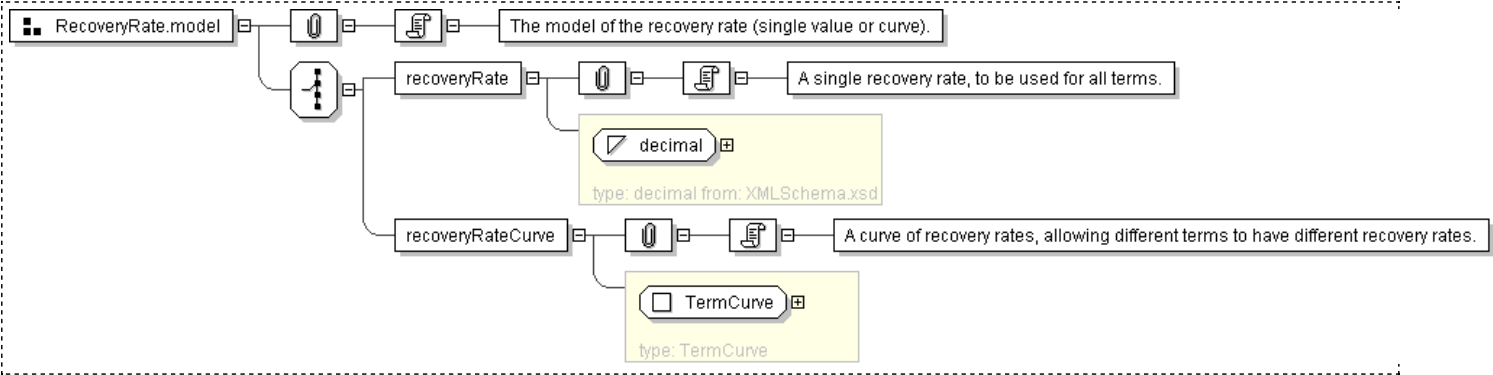 RecoveryRate.model
The model of the recovery rate (single value or curve).
recoveryRate
A single recovery rate, to be used for all terms.
decimal
type: decimal from: XMLSchema.xsd
recoveryRateCurve
A curve of recovery rates, allowing different terms to have different recovery rates.
TermCurve
type: TermCurve